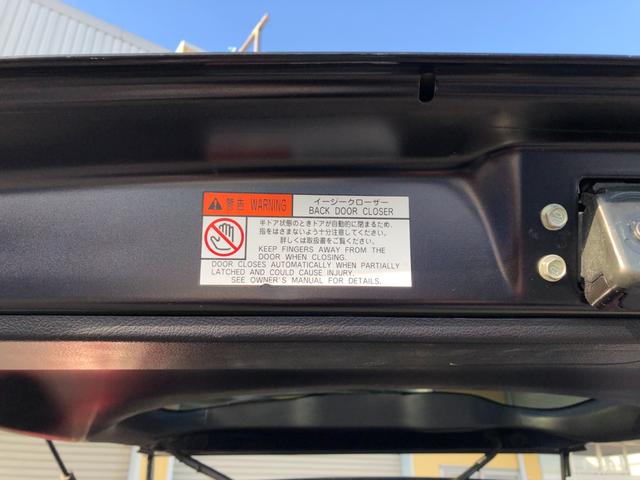 警告 WARNING
イージークローザー
BACK DOOR CLOSER
半ドア状態のときドアが自動的に閉まるため、
指をはさまないよう十分注意してください。
詳しくは取扱書をご覧ください。
KEEP FINGERS AWAY FROM THE
DOOR WHEN CLOSING.
DOOR CLOSES AUTOMATICALLY WHEN PARTIALLY
LATCHED AND COULD CAUSE INJURY.
SEE OWNER'S MANUAL FOR DETAILS.